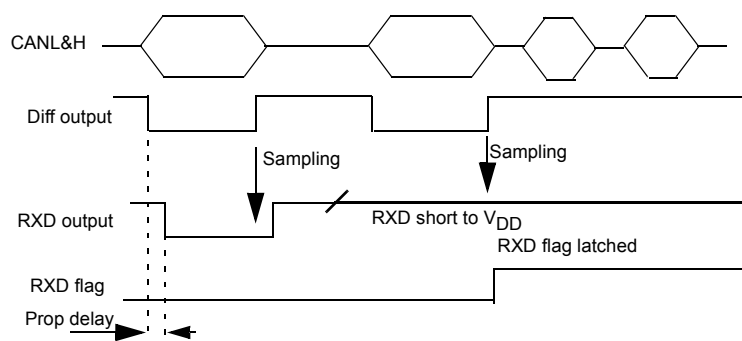 CANL&H
Diff output
Sampling
Sampling
RXD output
RXD short to VDD
RXD flag latched
RXD flag
Prop delay